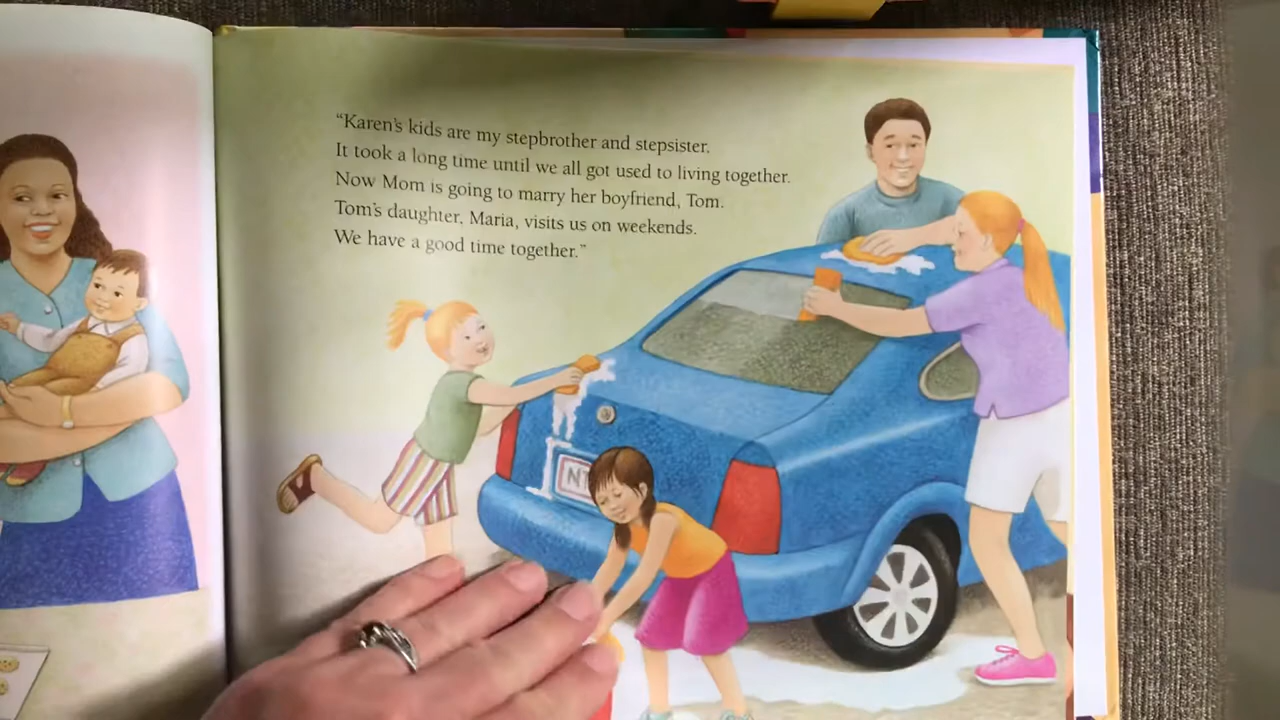 “Karen’s kids are my stepbrother and stepsister.
It took a long time until we all got used to living together.
Now Mom is going to marry her boyfriend, Tom.
Tom’s daughter, Maria, visits us on weekends.
We have a good time together.”